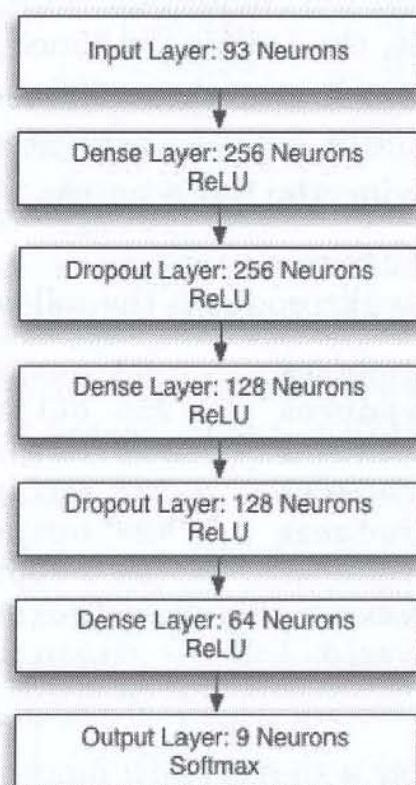 Input Layer: 93 Neurons
Dense Layer: 256 Neurons
ReLU
Dropout Layer: 256 Neurons
ReLU
Dense Layer: 128 Neurons
ReLU
Dropout Layer: 128 Neurons
ReLU
Dense Layer: 64 Neurons
ReLU
Output Layer: 9 Neurons
Softmax